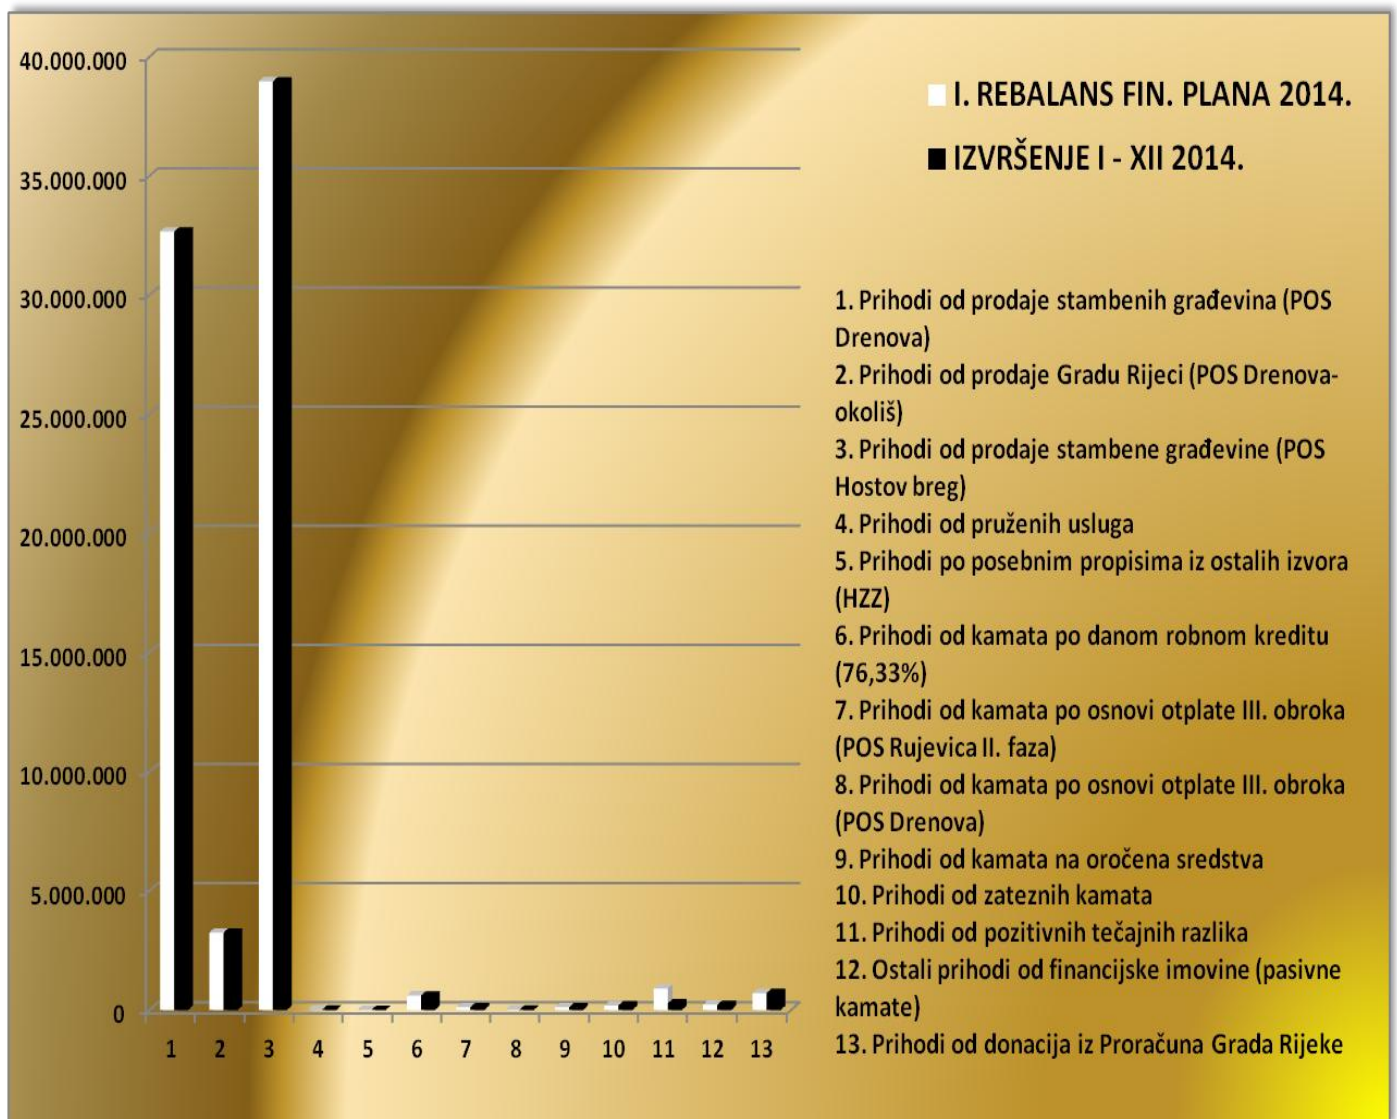 40.000.000
35.000.000
30.000.000
25.000.000
20.000.000
15.000.000
10.000.000
5.000.000
0
1 2 3 4 5 6 7 8 9 10 11 12 13
I. REBALANS FIN. PLANA 2014.
IZVRŠENJE I - XII 2014.
1. Prihodi od prodaje stambenih građevina (POS
Drenova)
2. Prihodi od prodaje Gradu Rijeci (POS Drenova-
okoliš)
3. Prihodi od prodaje stambene građevine (POS
Hostov breg)
4. Prihodi od pruženih usluga
5. Prihodi po posebnim propisima iz ostalih izvora
(HZZ)
6. Prihodi od kamata po danom robnom kreditu
(76,33%)
7. Prihodi od kamata po osnovi otplate III. obroka
(POS Rujevica II. faza)
8. Prihodi od kamata po osnovi otplate III. obroka
(POS Drenova)
9. Prihodi od kamata na oročena sredstva
10. Prihodi od zateznih kamata
11. Prihodi od pozitivnih tečajnih razlika
12. Ostali prihodi od financijske imovine (pasivne
kamate)
13. Prihodi od donacija iz Proračuna Grada Rijeke